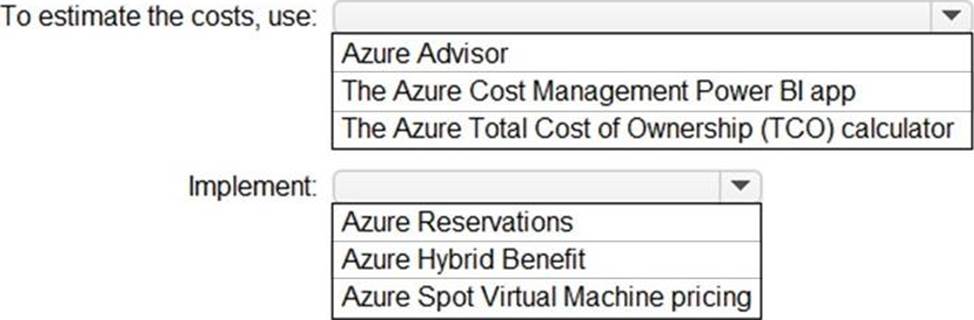 To estimate the costs, use:
Azure Advisor
The Azure Cost Management Power BI app
The Azure Total Cost of Ownership (TCO) calculator
Implement:
Azure Reservations
Azure Hybrid Benefit
Azure Spot Virtual Machine pricing